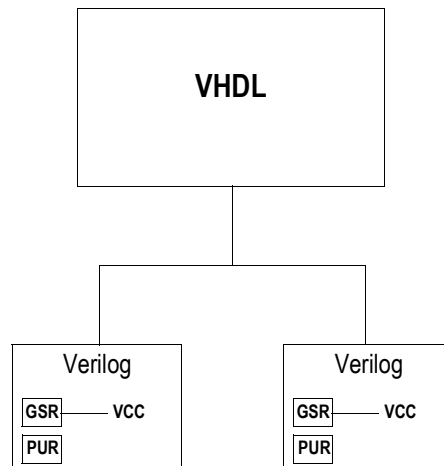 VHDL
Verilog
GSR VCC
PUR
Verilog
GSR VCC
PUR